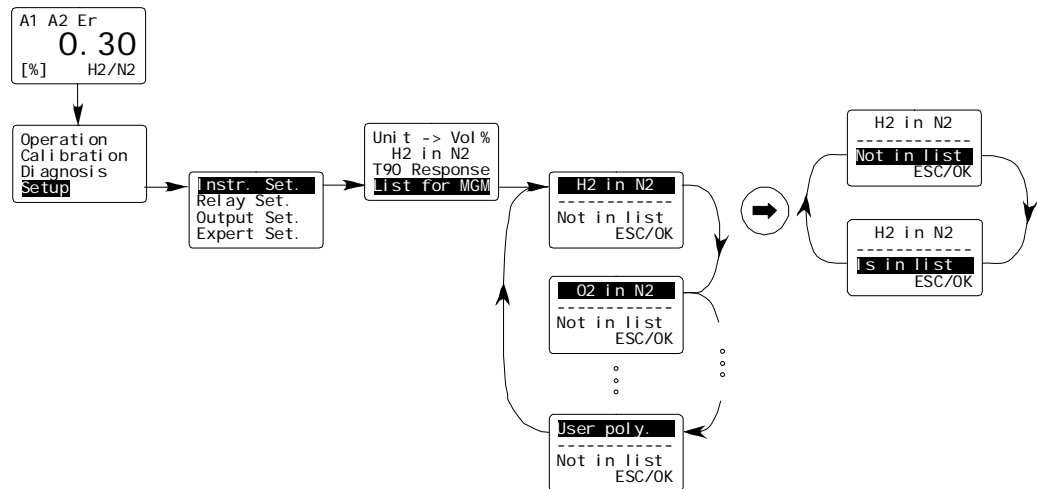 A1 A2 Er
0.30
[%] H2/N2
Operation
Calibration
Diagnosis
Setup
Instr. Set.
Relay Set.
Output Set.
Expert Set.
Unit -> Vol%
H2 in N2
T90 Response
List for MGM
H2 in N2
-------------
Not in list
ESC/OK
O2 in N2
-------------
Not in list
ESC/OK
User poly.
-------------
Not in list
ESC/OK
H2 in N2
-------------
Not in list
ESC/OK
H2 in N2
-------------
Is in list
ESC/OK